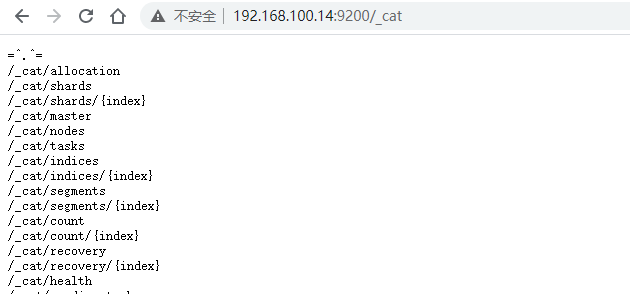 不安全 | 192.168.100.14:9200/_cat
=^.^=
/_cat/allocation
/_cat/shards
/_cat/shards/{index}
/_cat/master
/_cat/nodes
/_cat/tasks
/_cat/indices
/_cat/indices/{index}
/_cat/segments
/_cat/segments/{index}
/_cat/count
/_cat/count/{index}
/_cat/recovery
/_cat/recovery/{index}
/_cat/health